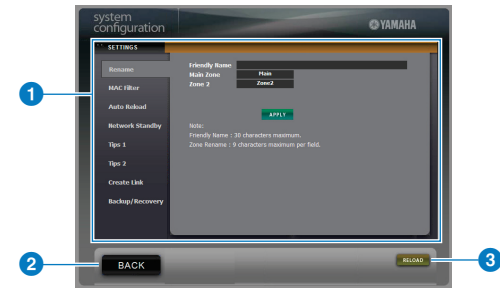 system
configuration
YAMAHA
SETTINGS
Rename
MAC Filter
Auto Reload
Network Standby
Tips 1
Tips 2
Create Link
Backup/Recovery
Friendly Name
Main Zone Main
Zone 2 Zone2
APPLY
Note:
Friendly Name : 30 characters maximum.
Zone Rename : 9 characters maximum per field.
1
2
BACK
RELOAD
3